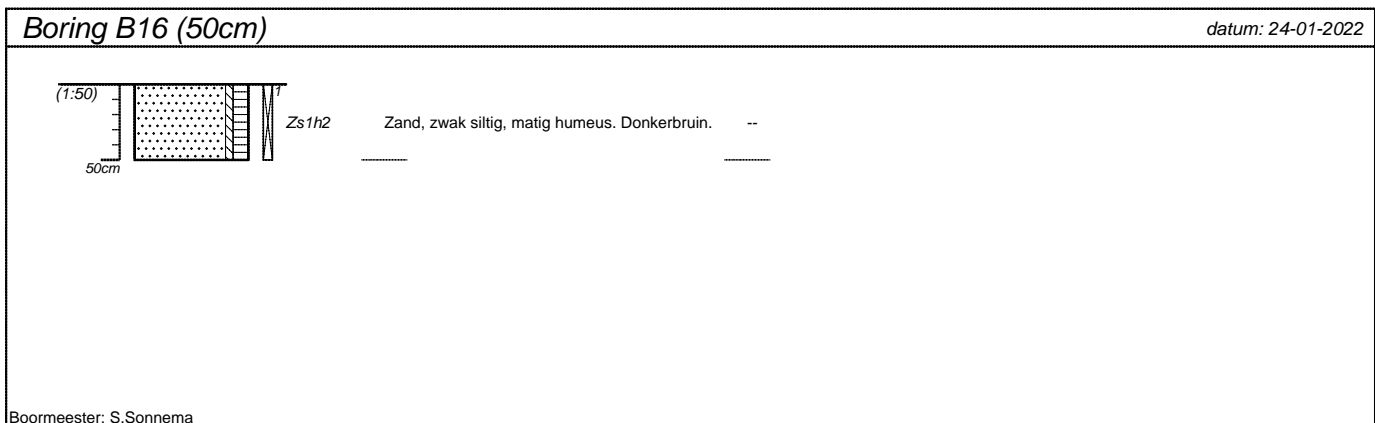 Boring B16 (50cm)
datum: 24-01-2022
(1:50)
1
Zs1h2 Zand, zwak siltig, matig humeus. Donkerbruin. --
50cm
Boormeester: S.Sonnema